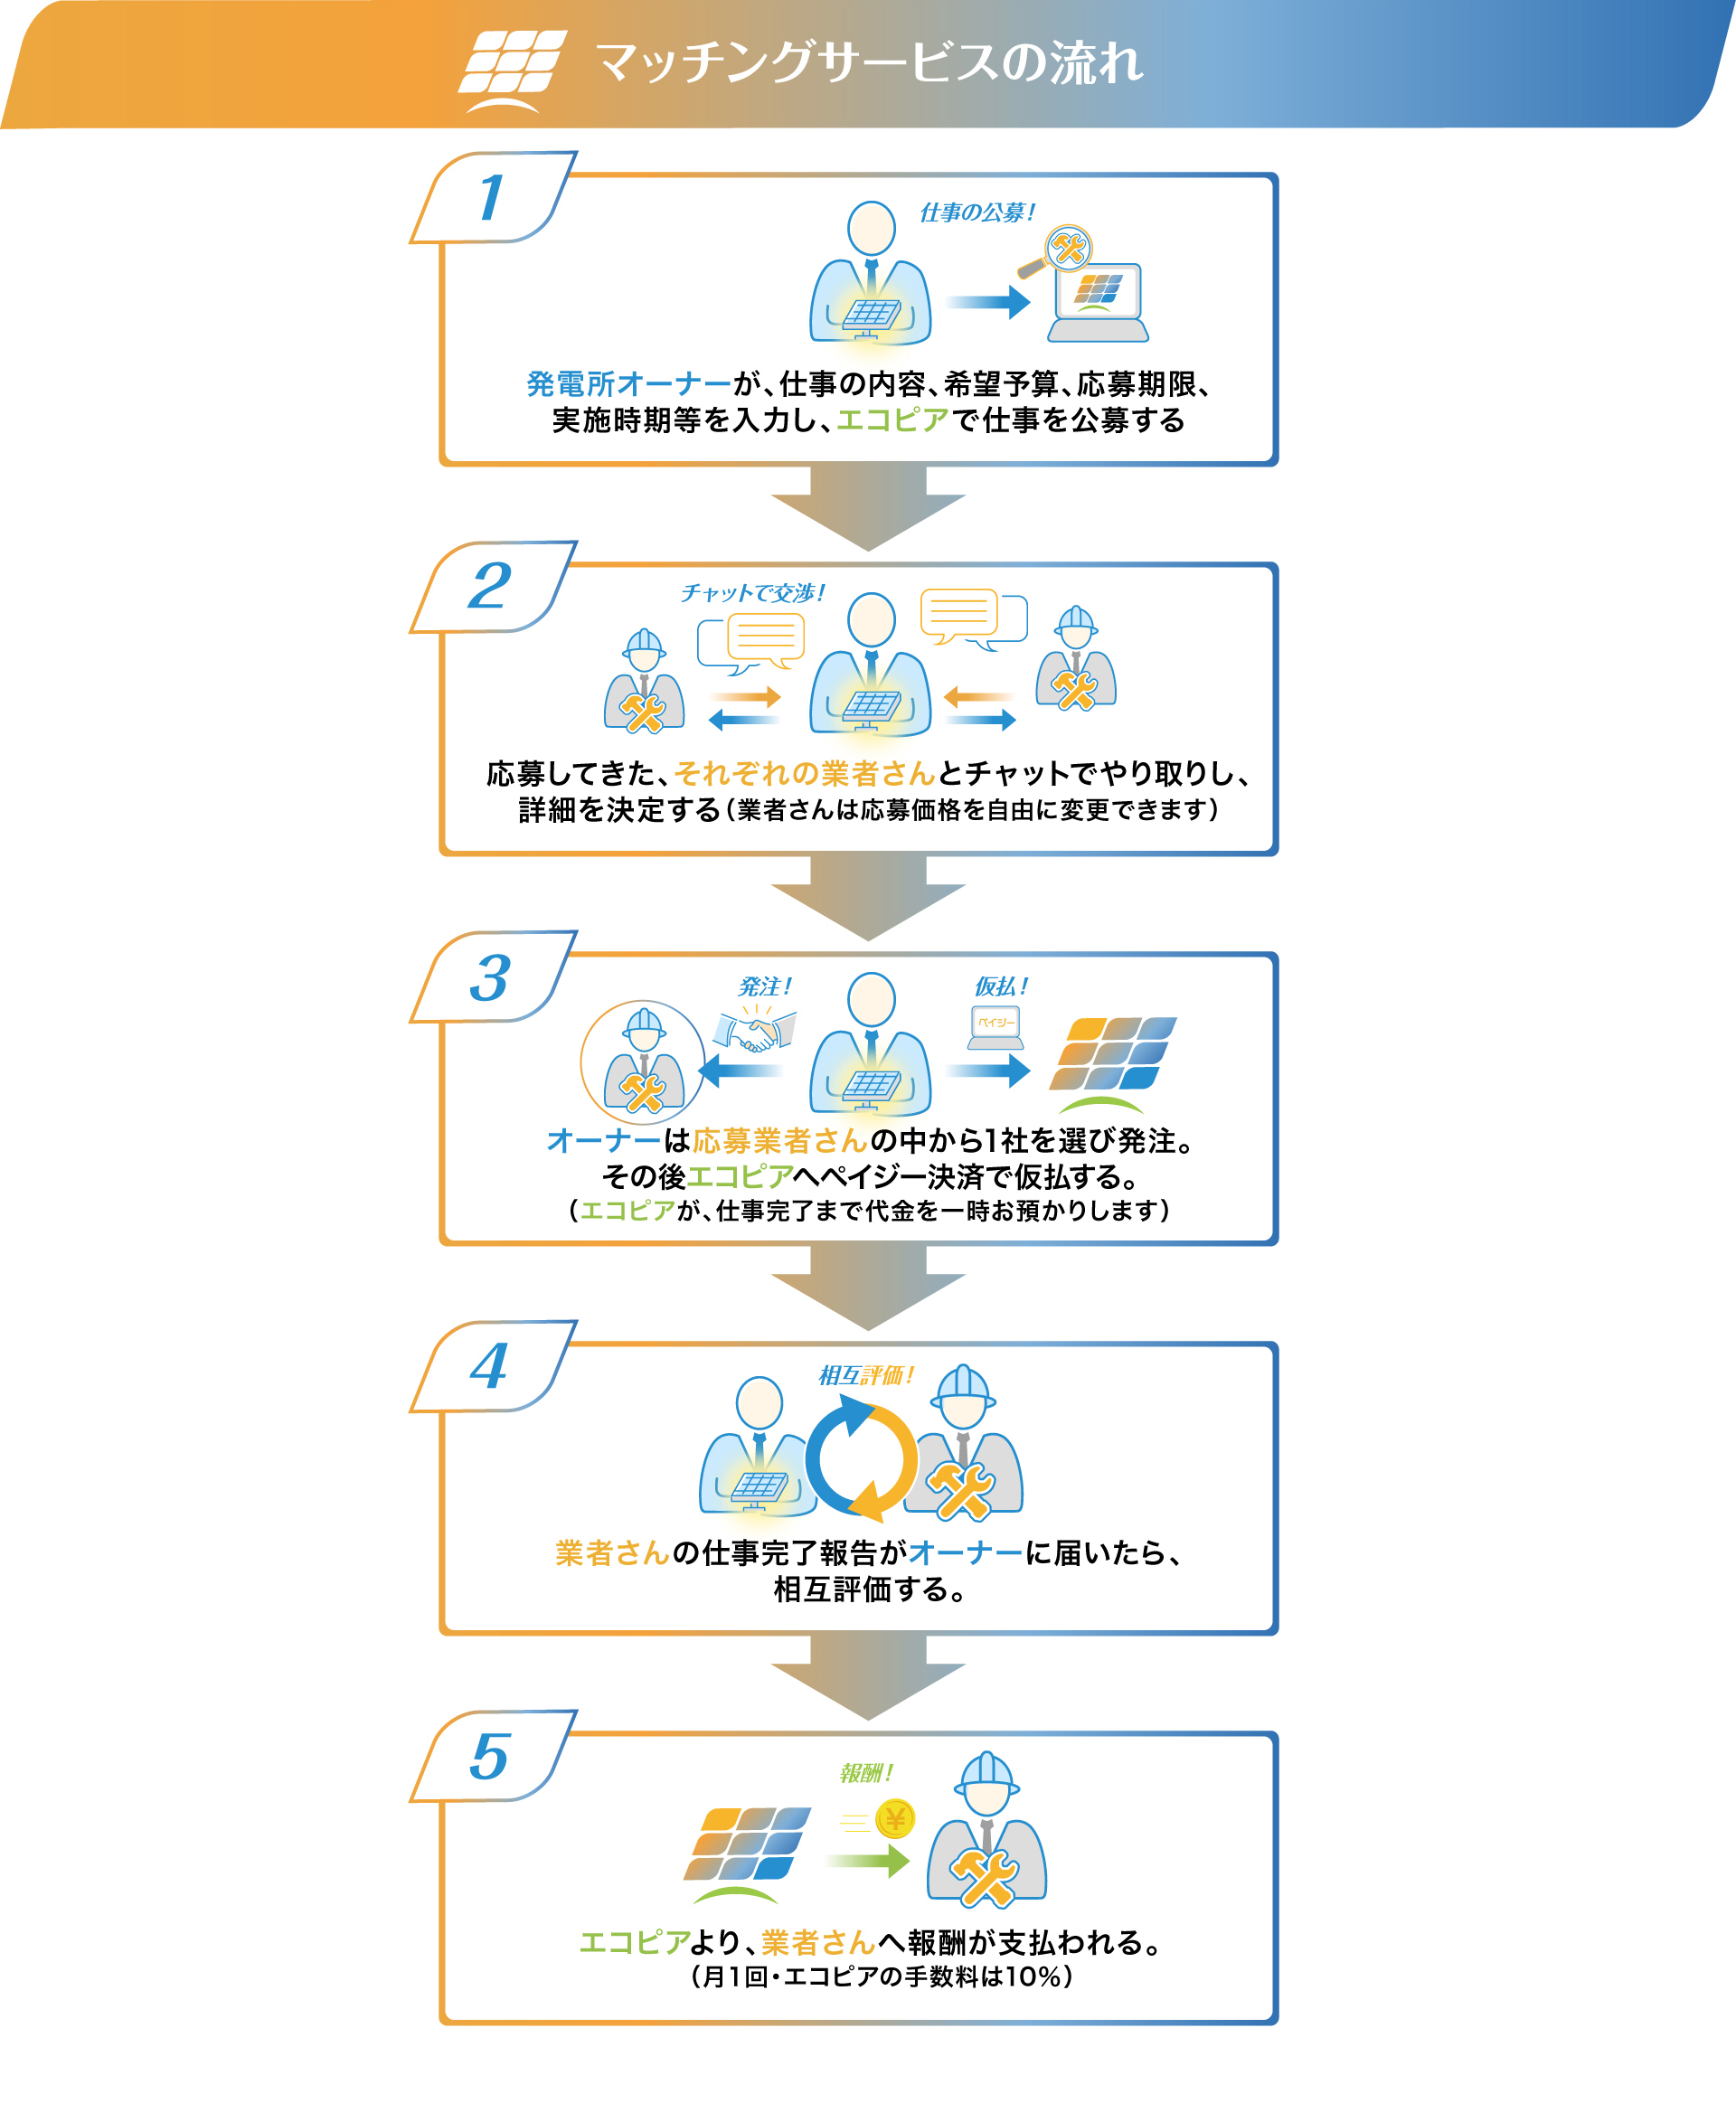 マッチングサービスの流れ
1
仕事の公募!
発電所オーナーが、仕事の内容、希望予算、応募期限、
実施時期等を入力し、エコピアで仕事を公募する
2
チャットで交渉!
応募してきた、それぞれの業者さんとチャットでやり取りし、
詳細を決定する(業者さんは応募価格を自由に変更できます)
3
発注!
仮払!
ペイジー
オーナーは応募業者さんの中から1社を選び発注。
その後エコピアへペイジー決済で仮払する。
(エコピアが、仕事完了まで代金を一時お預かりします)
4
相互評価!
業者さんの仕事完了報告がオーナーに届いたら、
相互評価する。
5
報酬!
¥
エコピアより、業者さんへ報酬が支払われる。
(月1回・エコピアの手数料は10%)